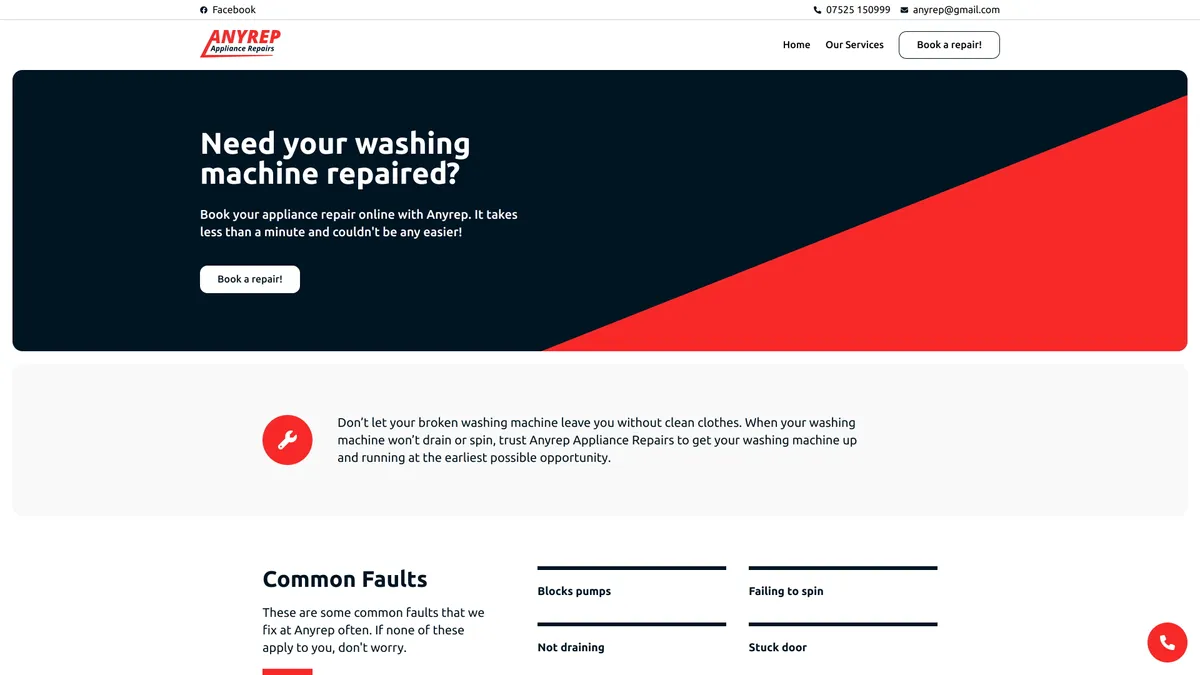 Facebook
07525 150999
anyrep@gmail.com
ANYREP
Appliance Repairs
Home
Our Services
Book a repair!
Need your washing
machine repaired?
Book your appliance repair online with Anyrep. It takes
less than a minute and couldn't be any easier!
Book a repair!
Don’t let your broken washing machine leave you without clean clothes. When your washing
machine won’t drain or spin, trust Anyrep Appliance Repairs to get your washing machine up
and running at the earliest possible opportunity.
Common Faults
These are some common faults that we
fix at Anyrep often. If none of these
apply to you, don't worry.
Blocks pumps
Failing to spin
Not draining
Stuck door